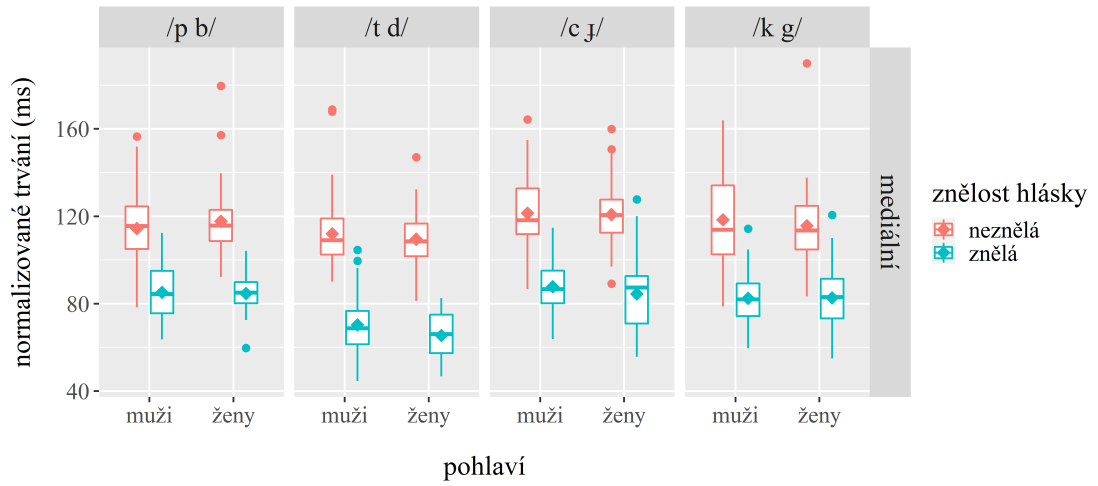 /p b/ /t d/ /c ɟ/ /k g/
normalizované trvání (ms)
160
120
80
40
mediální
znělost hlásky
neznělá
znělá
muži ženy muži ženy muži ženy muži ženy
pohlaví